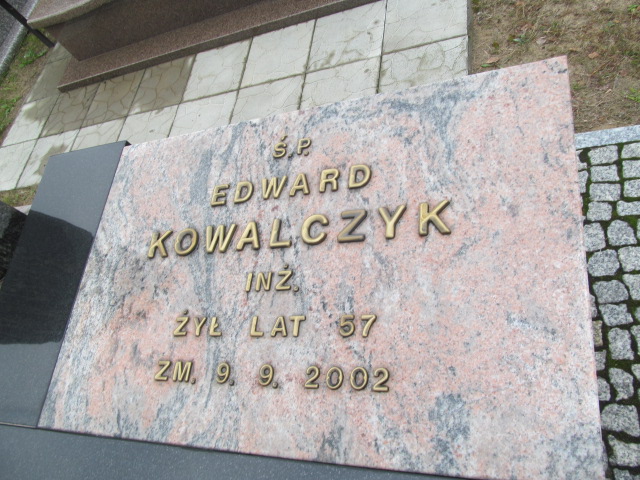 Ś.P.
EDWARD
KOWALCZYK
INŻ.
ŻYŁ LAT 57
ZM. 9. 9. 2002